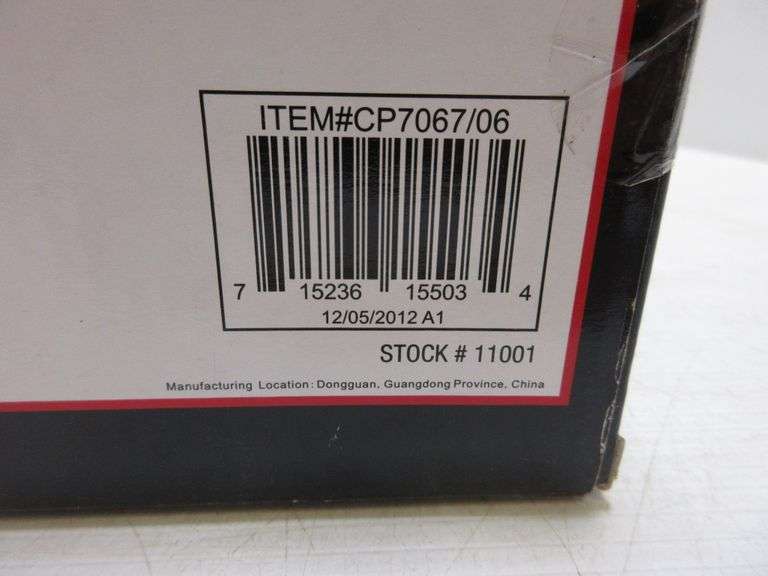 ITEM#CP7067/06
7 15236 15503 4
12/05/2012 A1
STOCK # 11001
Manufacturing Location: Dongguan, Guangdong Province, China